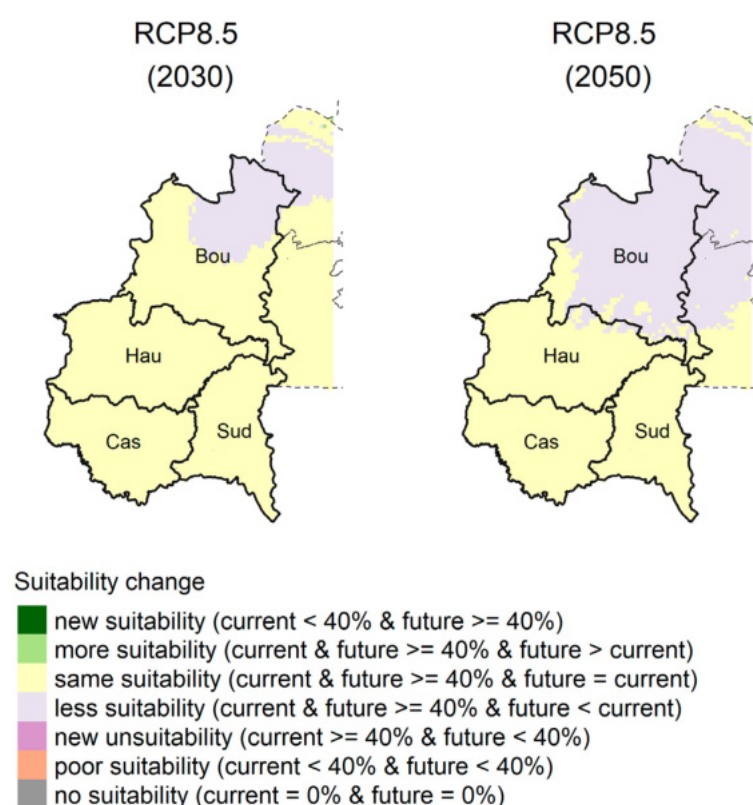 RCP8.5
(2030)
RCP8.5
(2050)
Bou
Hau
Cas
Sud
Bou
Hau
Cas
Sud
Suitability change
new suitability (current < 40% & future >= 40%)
more suitability (current & future >= 40% & future > current)
same suitability (current & future >= 40% & future = current)
less suitability (current & future >= 40% & future < current)
new unsuitability (current >= 40% & future < 40%)
poor suitability (current < 40% & future < 40%)
no suitability (current = 0% & future = 0%)